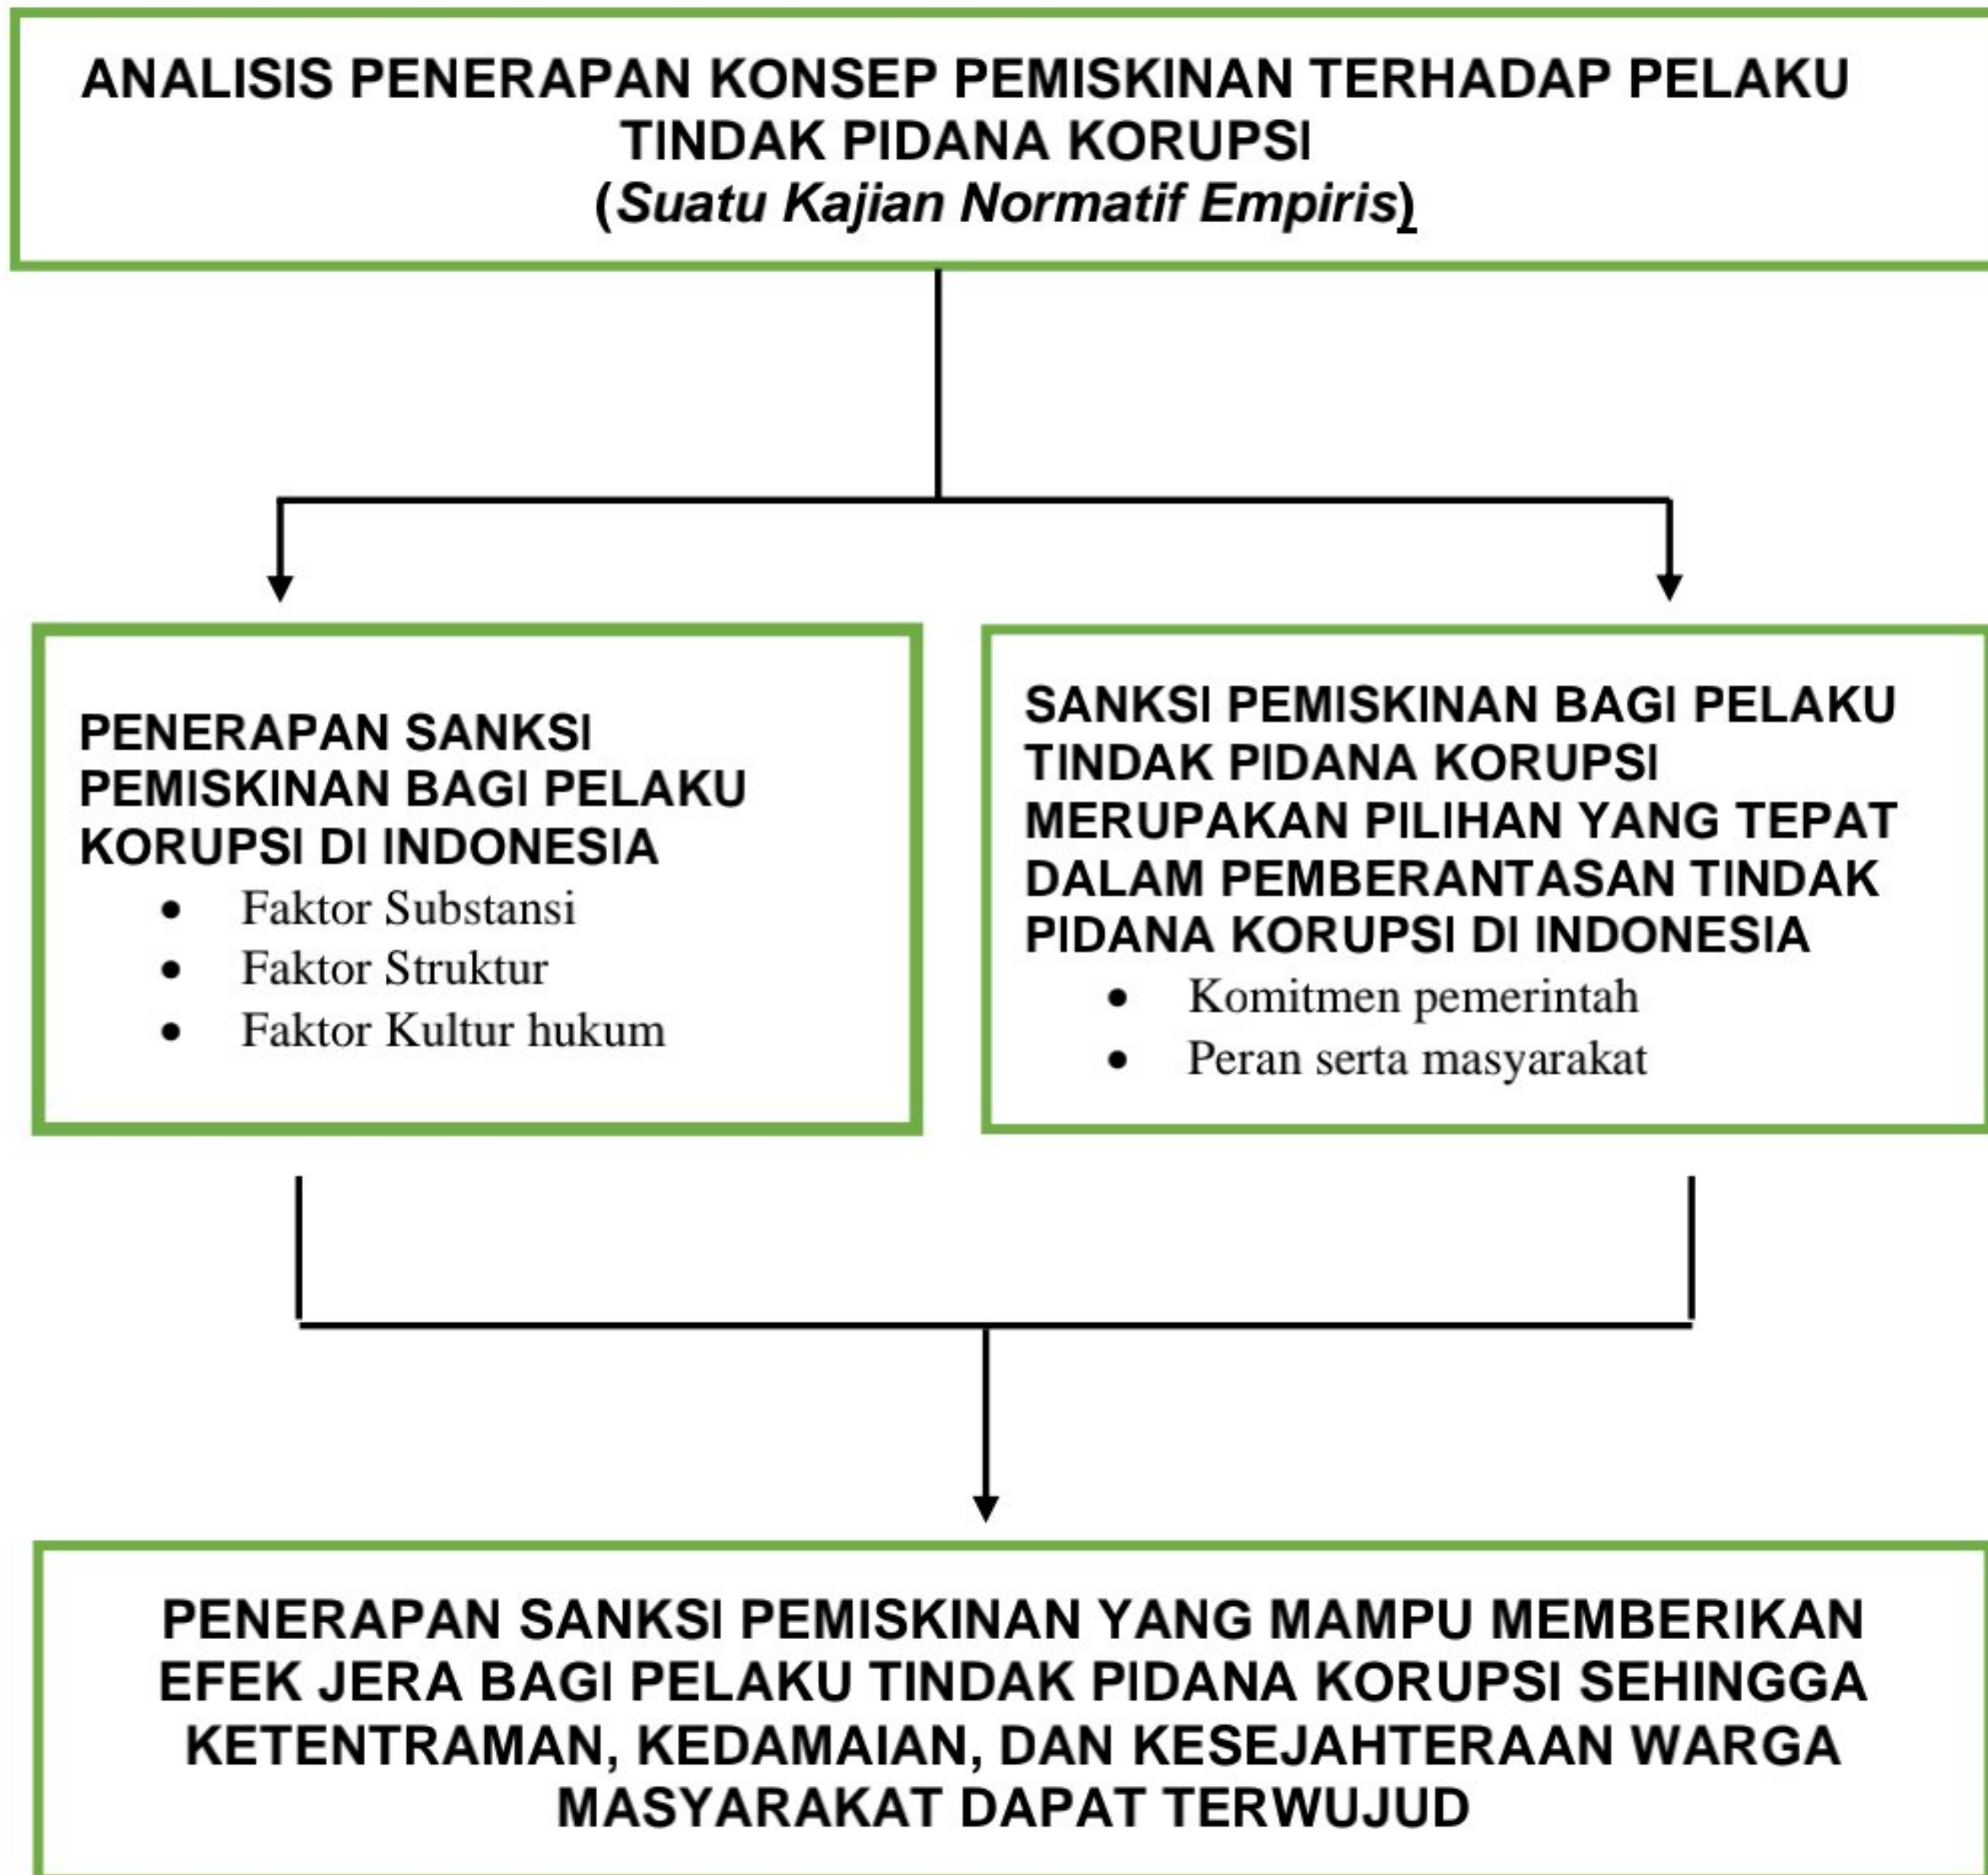 ANALISIS PENERAPAN KONSEP PEMISKINAN TERHADAP PELAKU
TINDAK PIDANA KORUPSI
(Suatu Kajian Normatif Empiris)
PENERAPAN SANKSI
PEMISKINAN BAGI PELAKU
KORUPSI DI INDONESIA
• Faktor Substansi
• Faktor Struktur
• Faktor Kultur hukum
SANKSI PEMISKINAN BAGI PELAKU
TINDAK PIDANA KORUPSI
MERUPAKAN PILIHAN YANG TEPAT
DALAM PEMBERANTASAN TINDAK
PIDANA KORUPSI DI INDONESIA
• Komitmen pemerintah
• Peran serta masyarakat
PENERAPAN SANKSI PEMISKINAN YANG MAMPU MEMBERIKAN
EFEK JERA BAGI PELAKU TINDAK PIDANA KORUPSI SEHINGGA
KETENTRAMAN, KEDAMAIAN, DAN KESEJAHTERAAN WARGA
MASYARAKAT DAPAT TERWUJUD